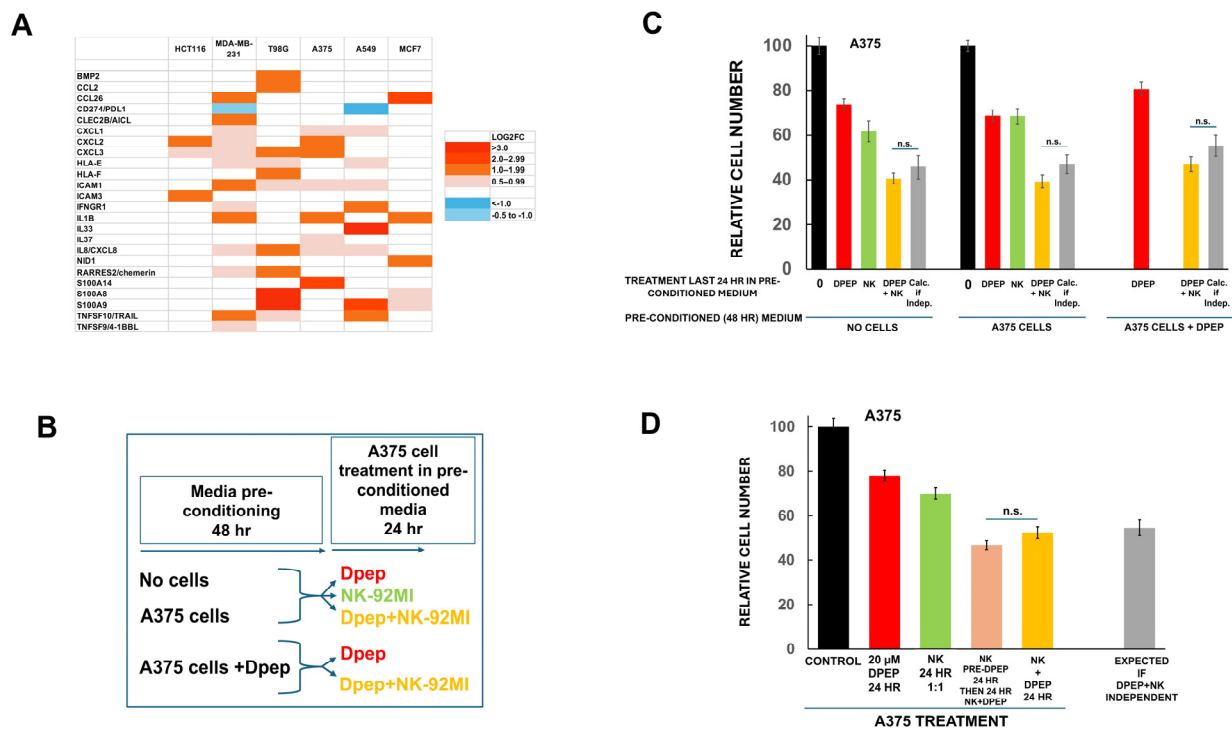 A
HCT116
MDA-MB-
231
T98G
A375
A549
MCF7
BMP2
CCL2
CCL26
CD274/PDL1
CLEC2B/AICL
CXCL1
CXCL2
CXCL3
HLA-E
HLA-F
ICAM1
ICAM3
IFNGR1
IL1B
IL33
IL37
IL8/CXCL8
NID1
RARRES2/chemerin
S100A14
S100A8
S100A9
TNFSF10/TRAIL
TNFSF9/4-1BBL
LOG2FC
>3.0
2.0–2.99
1.0–1.99
0.5–0.99
<-1.0
-0.5 to -1.0
B
Media pre-
conditioning
48 hr
A375 cell
treatment in pre-
conditioned
media
24 hr
No cells
A375 cells
Dpep
NK-92MI
Dpep+NK-92MI
A375 cells +Dpep
Dpep
Dpep+NK-92MI
C
A375
RELATIVE CELL NUMBER
100
80
60
40
20
0
n.s.
n.s.
n.s.
TREATMENT LAST 24 HR IN PRE-
CONDITIONED MEDIUM
0
DPEP
NK
DPEP
+ NK
Calc.
if
Indep.
0
DPEP
NK
DPEP
+ NK
Calc.
if
Indep.
DPEP
DPEP
+ NK
Calc.
if
Indep.
PRE-CONDITIONED (48 HR) MEDIUM
NO CELLS
A375 CELLS
A375 CELLS + DPEP
D
A375
RELATIVE CELL NUMBER
100
80
60
40
20
0
n.s.
CONTROL
20 µM
DPEP
24 HR
NK
24 HR
1:1
NK
PRE-DPEP
24 HR
THEN 24 HR
NK+DPEP
NK
+
DPEP
24 HR
EXPECTED
IF
DPEP+NK
INDEPENDENT
A375 TREATMENT